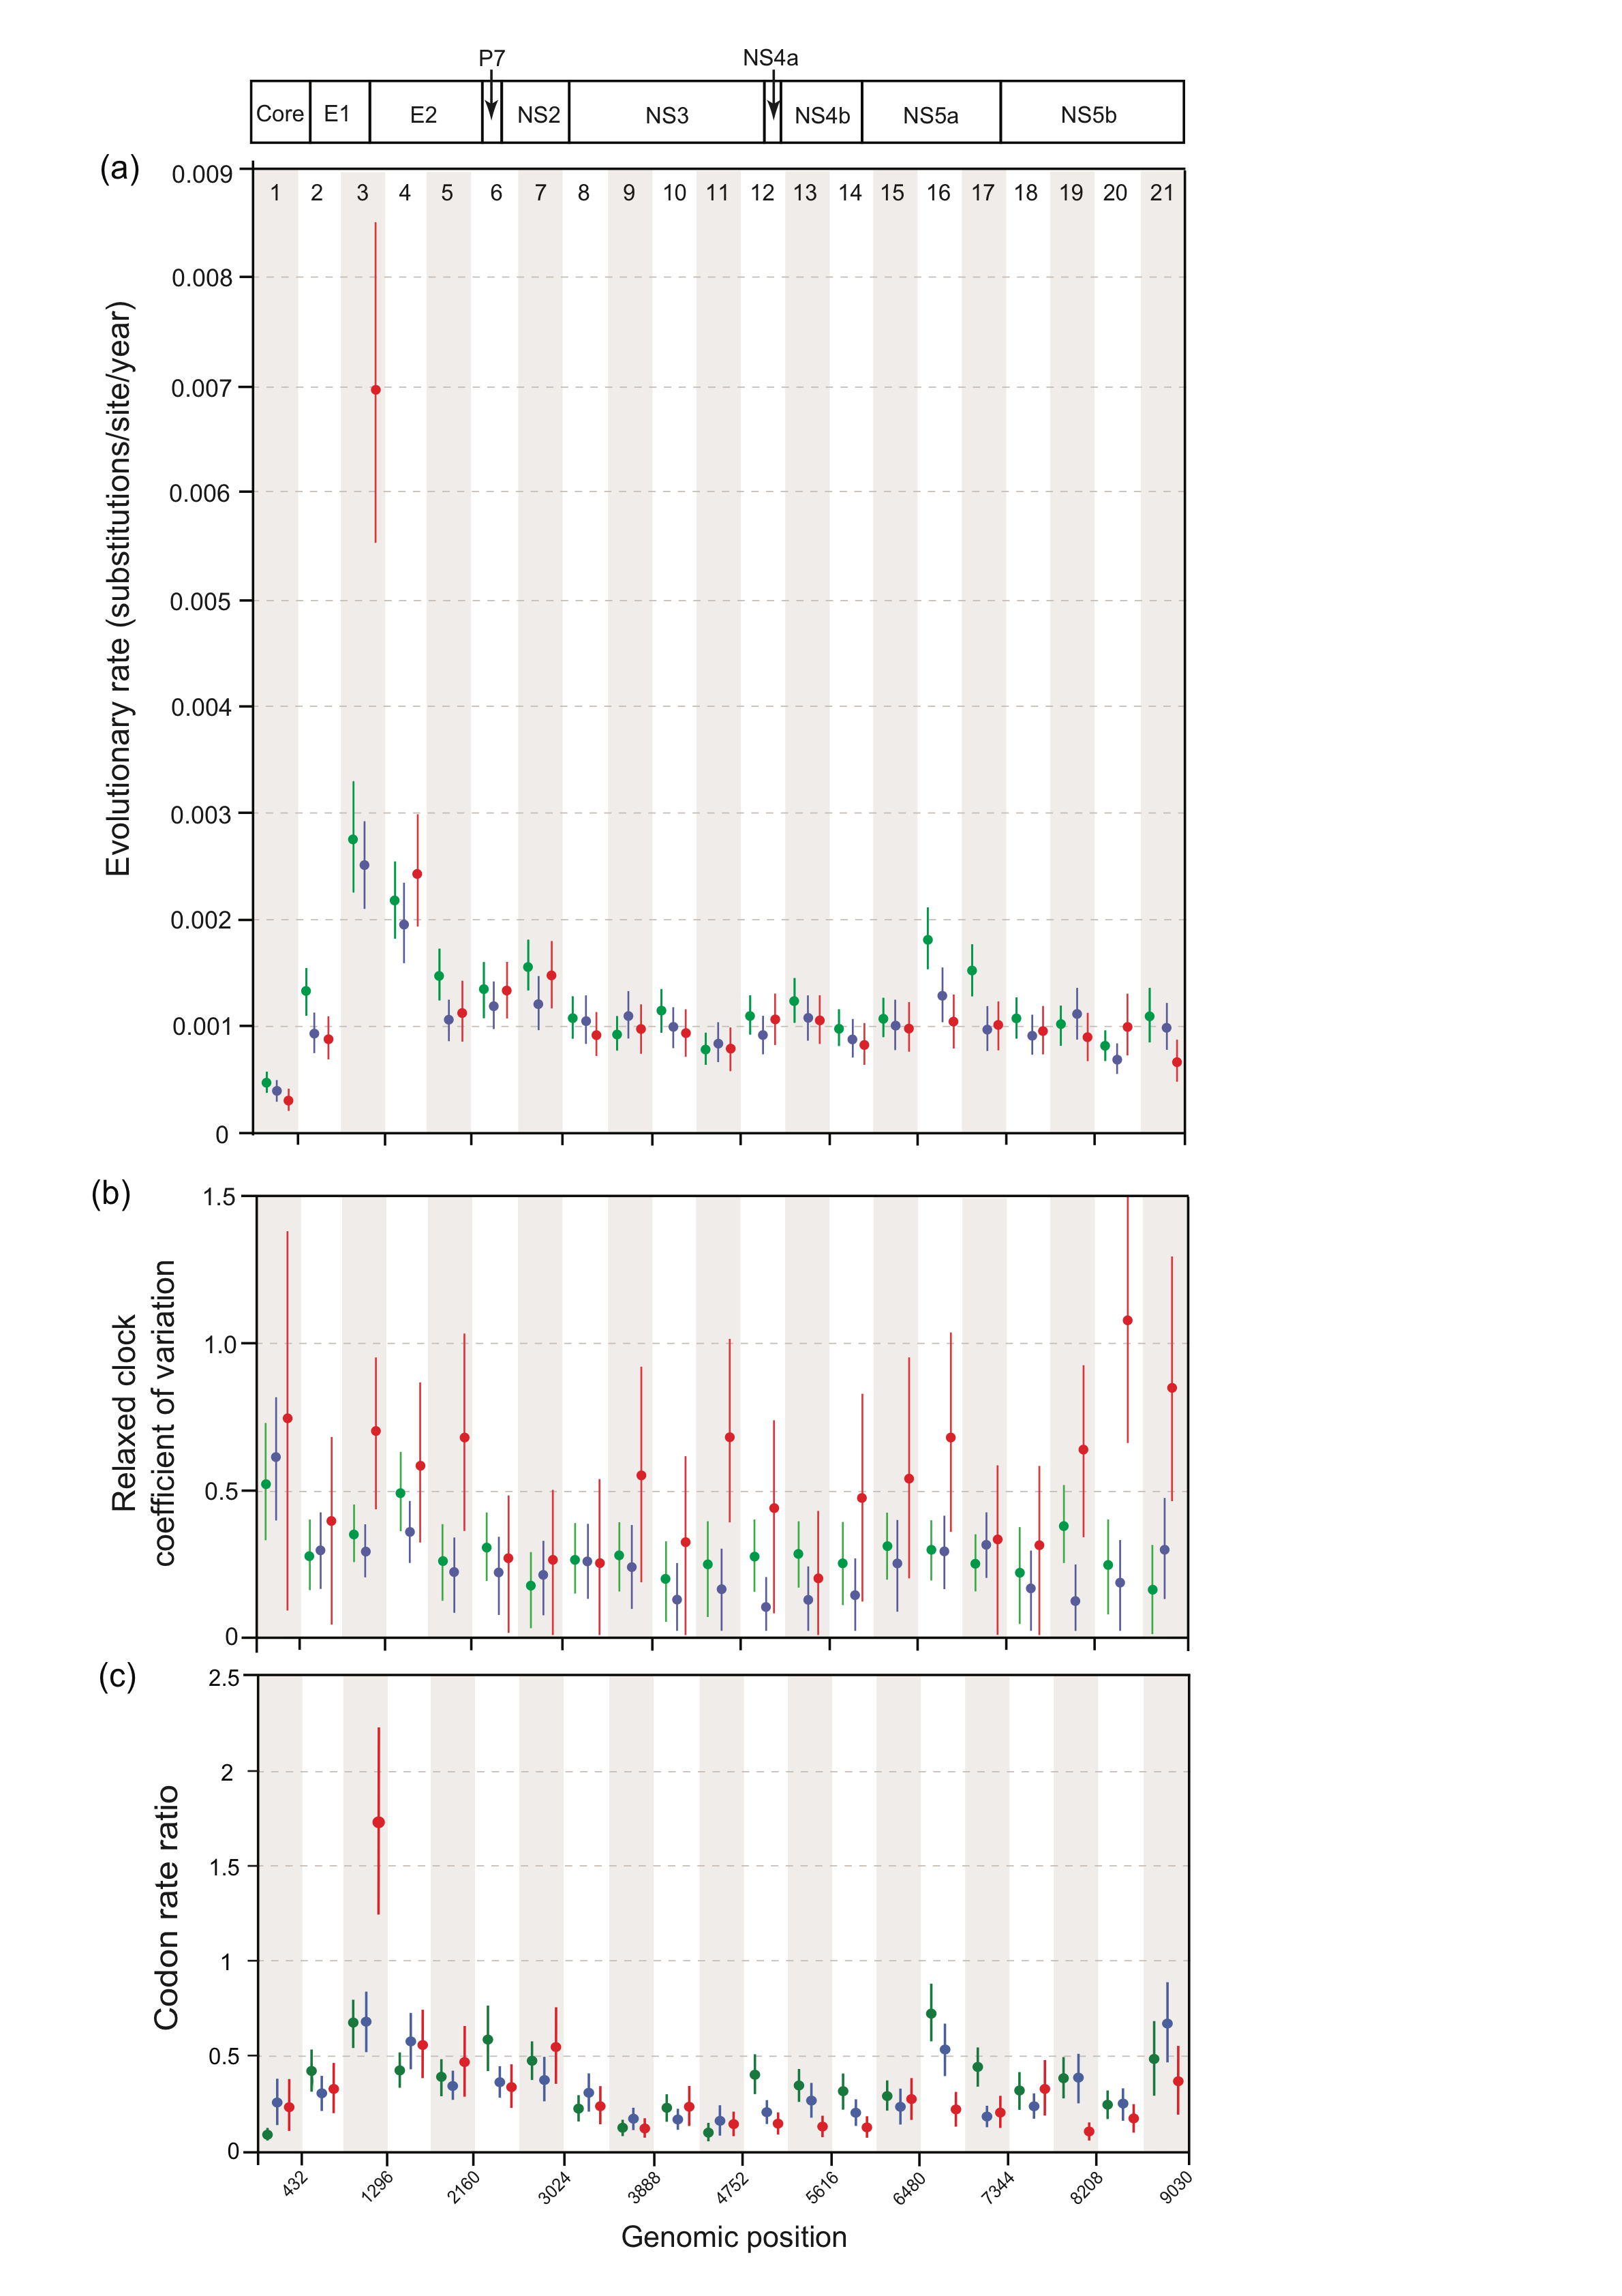 P7 NS4a
Core E1 E2 NS2 NS3 NS4b NS5a NS5b
(a)
Evolutionary rate (substitutions/site/year)
0.009
0.008
0.007
0.006
0.005
0.004
0.003
0.002
0.001
0
1 2 3 4 5 6 7 8 9 10 11 12 13 14 15 16 17 18 19 20 21
(b)
Relaxed clock
coefficient of variation
1.5
1.0
0.5
0
(c)
Codon rate ratio
2.5
2
1.5
1
0.5
0
432 1296 2160 3024 3888 4752 5616 6480 7344 8208 9030
Genomic position